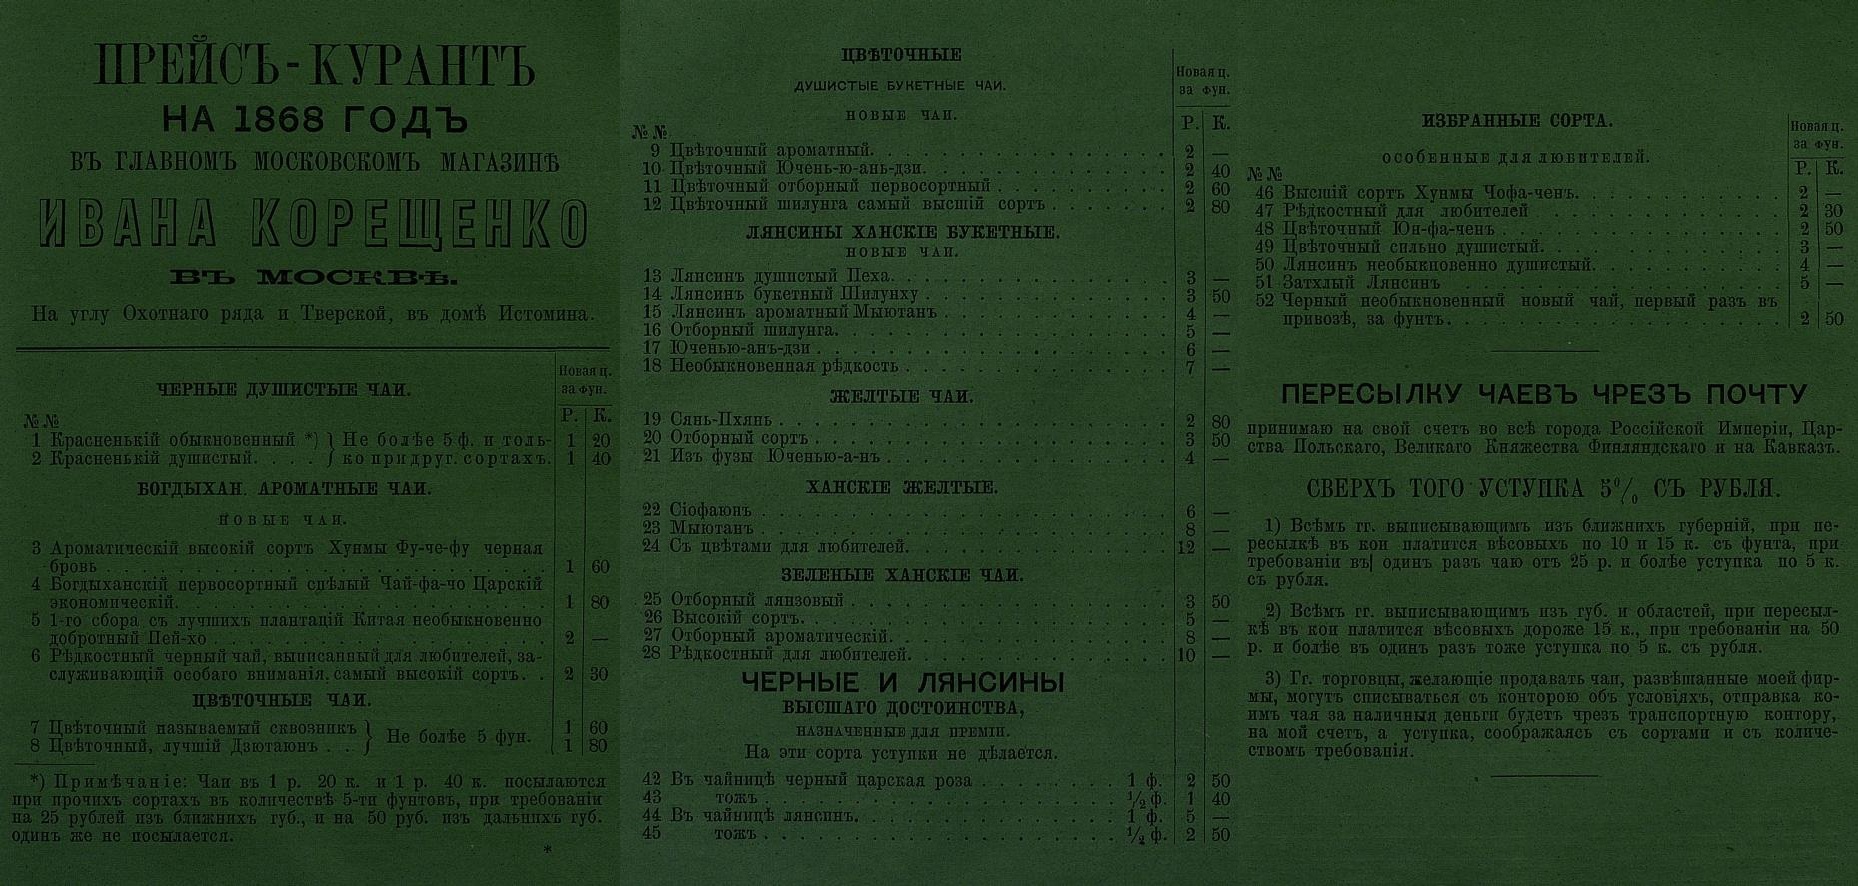 ПРЕЙСЪ-КУРАНТЪ
НА 1868 ГОДЪ
ВЪ ГЛАВНОМЪ МОСКОВСКОМЪ МАГАЗИНѢ
ИВАНА КОРЕЩЕНКО
ВЪ МОСКВѢ.
На углу Охотнаго ряда и Тверской, въ домѣ Истомина.
Новая ц.
за фун.
ЧЕРНЫЕ ДУШИСТЫЕ ЧАИ.
№№ Р. К.
1 Красненькій обыкновенный *) } Не болѣе 5 ф. и толь- 1 20
2 Красненькій душистый. . . . } ко при друг. сортахъ. 1 40
БОГДЫХАН. АРОМАТНЫЕ ЧАИ.
НОВЫЕ ЧАИ.
3 Ароматическій высокій сортъ Хунмы Фу-че-фу черная
бровь . . . 1 60
4 Богдыханскій первосортный спѣлый Чай-фа-чо Царскій
экономическій. . . . 1 80
5 1-го сбора съ лучшихъ плантацій Китая необыкновенно
добротный Пей-хо . . . 2 —
6 Рѣдкостный черный чай, выписанный для любителей, за-
служивающій особаго вниманія, самый высокій сортъ. . 2 30
ЦВѢТОЧНЫЕ ЧАИ.
7 Цвѣточный называемый сквозникъ } Не болѣе 5 фун. 1 60
8 Цвѣточный, лучшій Дзютаюнъ . . } 1 80
*) Примѣчаніе: Чаи въ 1 р. 20 к. и 1 р. 40 к. посылаются
при прочихъ сортахъ въ количествѣ 5-ти фунтовъ, при требованіи
на 25 рублей изъ ближнихъ губ., и на 50 руб. изъ дальнихъ губ.
одинъ же не посылается.
*
ЦВѢТОЧНЫЕ
ДУШИСТЫЕ БУКЕТНЫЕ ЧАИ.
Новая ц.
за фун.
НОВЫЕ ЧАИ.
№№ Р. К.
9 Цвѣточный ароматный. . . . 2 —
10 Цвѣточный Ючень-ю-ань-дзи. . . . 2 40
11 Цвѣточный отборный первосортный . . . 2 60
12 Цвѣточный шилунга самый высшій сортъ . . . 2 80
ЛЯНСИНЫ ХАНСКІЕ БУКЕТНЫЕ.
НОВЫЕ ЧАИ.
13 Лянсинъ душистый Пеха. . . . 3 —
14 Лянсинъ букетный Шилунху . . . 3 50
15 Лянсинъ ароматный Мыютанъ . . . 4 —
16 Отборный шилунга. . . . 5 —
17 Юченью-анъ-дзи . . . 6 —
18 Необыкновенная рѣдкость . . . 7 —
ЖЕЛТЫЕ ЧАИ.
19 Сянь-Пхянь . . . 2 80
20 Отборный сортъ . . . 3 50
21 Изъ фузы Юченью-а-нъ . . . 4 —
ХАНСКІЕ ЖЕЛТЫЕ.
22 Сіофаюнъ . . . 6 —
23 Мыютанъ . . . 8 —
24 Съ цвѣтами для любителей. . . . 12 —
ЗЕЛЕНЫЕ ХАНСКІЕ ЧАИ.
25 Отборный лянзовый . . . 3 50
26 Высокій сортъ. . . . 5 —
27 Отборный ароматическій. . . . 8 —
28 Рѣдкостный для любителей. . . . 10 —
ЧЕРНЫЕ И ЛЯНСИНЫ
ВЫСШАГО ДОСТОИНСТВА,
НАЗНАЧЕННЫЕ ДЛЯ ПРЕМІИ.
На эти сорта уступки не дѣлается.
42 Въ чайницѣ черный царская роза . . . 1 ф. 2 50
43 тожъ . . . ½ ф. 1 40
44 Въ чайницѣ лянсинъ. . . . 1 ф. 5 —
45 тожъ . . . ½ ф. 2 50
ИЗБРАННЫЕ СОРТА.
Новая ц.
за фун.
ОСОБЕННЫЕ ДЛЯ ЛЮБИТЕЛЕЙ.
№№ Р. К.
46 Высшій сортъ Хунмы Чофа-ченъ. . . . 2 —
47 Рѣдкостный для любителей . . . 2 30
48 Цвѣточный Юн-фа-ченъ . . . 2 50
49 Цвѣточный сильно душистый. . . . 3 —
50 Лянсинъ необыкновенно душистый. . . . 4 —
51 Затхлый Лянсинъ . . . 5 —
52 Черный необыкновенный новый чай, первый разъ въ
привозѣ, за фунтъ. . . . 2 50
ПЕРЕСЫЛКУ ЧАЕВЪ ЧРЕЗЪ ПОЧТУ
принимаю на свой счетъ во всѣ города Россійской Имперіи, Цар-
ства Польскаго, Великаго Княжества Финляндскаго и на Кавказъ.
СВЕРХЪ ТОГО УСТУПКА 5% СЪ РУБЛЯ.
1) Всѣмъ гг. выписывающимъ изъ ближнихъ губерній, при пе-
ресылкѣ въ кои платится вѣсовыхъ по 10 и 15 к. съ фунта, при
требованіи въ одинъ разъ чаю отъ 25 р. и болѣе уступка по 5 к.
съ рубля.
2) Всѣмъ гг. выписывающимъ изъ губ. и областей, при пересыл-
кѣ въ кои платится вѣсовыхъ дороже 15 к., при требованіи на 50
р. и болѣе въ одинъ разъ тоже уступка по 5 к. съ рубля.
3) Гг. торговцы, желающіе продавать чаи, развѣшанные моей фир-
мы, могутъ списываться съ конторою объ условіяхъ, отправка ко-
имъ чая за наличныя деньги будетъ чрезъ транспортную контору,
на мой счетъ, а уступка, соображаясь съ сортами и съ количе-
ствомъ требованія.